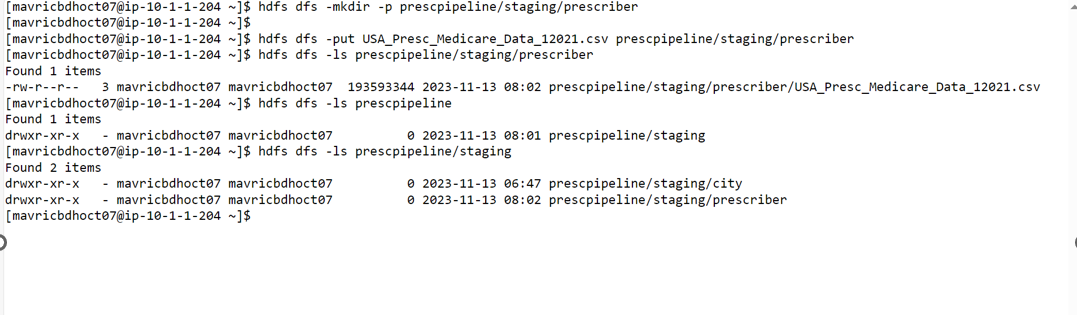 [mavricbdhoct07@ip-10-1-1-204 ~]$ hdfs dfs -mkdir -p prescpipeline/staging/prescriber
[mavricbdhoct07@ip-10-1-1-204 ~]$
[mavricbdhoct07@ip-10-1-1-204 ~]$ hdfs dfs -put USA_Presc_Medicare_Data_12021.csv prescpipeline/staging/prescriber
[mavricbdhoct07@ip-10-1-1-204 ~]$ hdfs dfs -ls prescpipeline/staging/prescriber
Found 1 items
-rw-r--r--   3 mavricbdhoct07 mavricbdhoct07  193593344 2023-11-13 08:02 prescpipeline/staging/prescriber/USA_Presc_Medicare_Data_12021.csv
[mavricbdhoct07@ip-10-1-1-204 ~]$ hdfs dfs -ls prescpipeline
Found 1 items
drwxr-xr-x   - mavricbdhoct07 mavricbdhoct07          0 2023-11-13 08:01 prescpipeline/staging
[mavricbdhoct07@ip-10-1-1-204 ~]$ hdfs dfs -ls prescpipeline/staging
Found 2 items
drwxr-xr-x   - mavricbdhoct07 mavricbdhoct07          0 2023-11-13 06:47 prescpipeline/staging/city
drwxr-xr-x   - mavricbdhoct07 mavricbdhoct07          0 2023-11-13 08:02 prescpipeline/staging/prescriber
[mavricbdhoct07@ip-10-1-1-204 ~]$